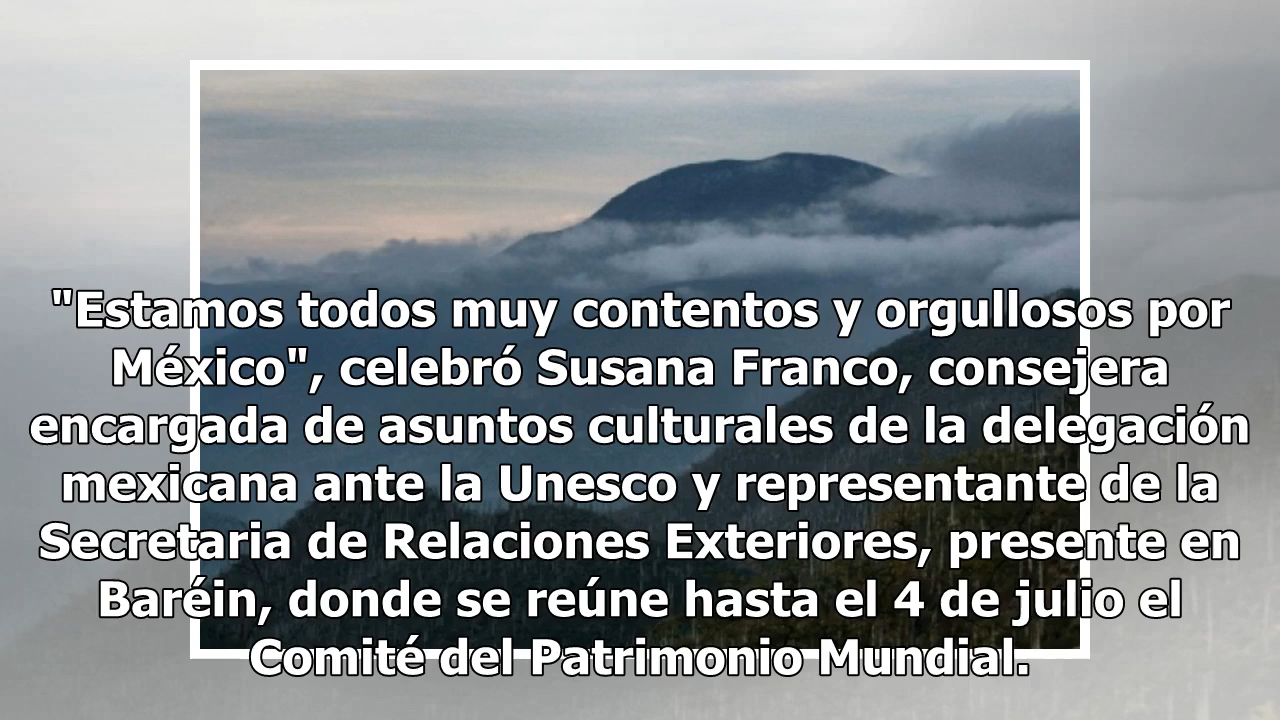 "Estamos todos muy contentos y orgullosos por
México", celebró Susana Franco, consejera
encargada de asuntos culturales de la delegación
mexicana ante la Unesco y representante de la
Secretaria de Relaciones Exteriores, presente en
Baréin, donde se reúne hasta el 4 de julio el
Comité del Patrimonio Mundial.